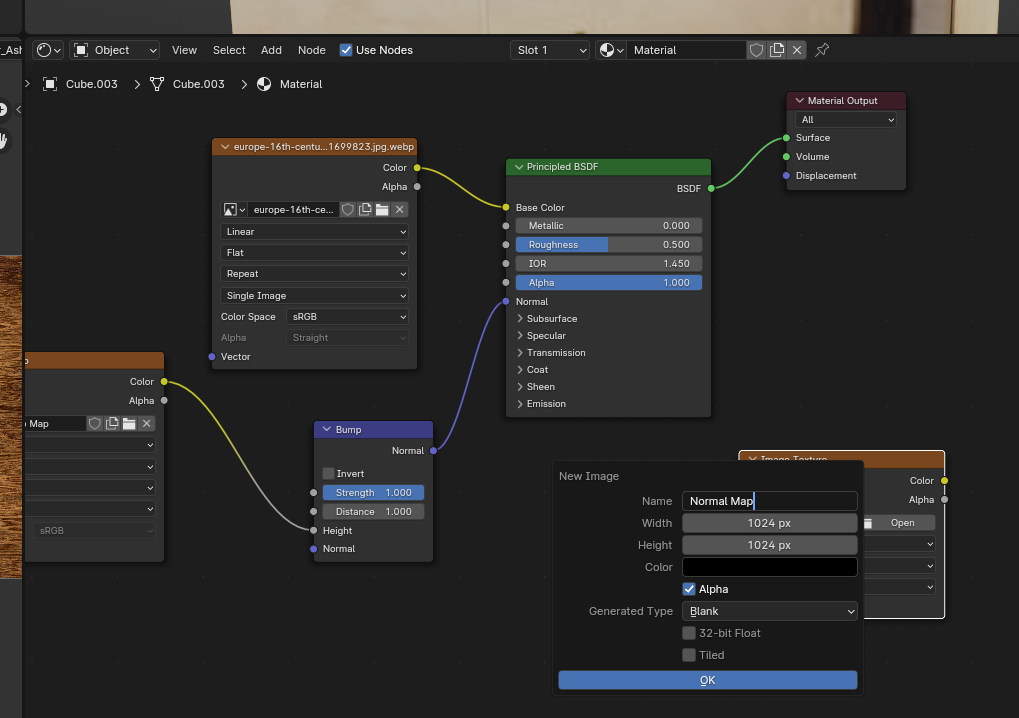 _Ash
Object
View
Select
Add
Node
Use Nodes
Slot 1
Material
Cube.003
Cube.003
Material
Material Output
All
Surface
Volume
Displacement
europe-16th-centu...1699823.jpg.webp
Color
Alpha
europe-16th-ce...
Linear
Flat
Repeat
Single Image
Color Space
sRGB
Alpha
Straight
Vector
Principled BSDF
BSDF
Base Color
Metallic 0.000
Roughness 0.500
IOR 1.450
Alpha 1.000
Normal
Subsurface
Specular
Transmission
Coat
Sheen
Emission
Color
Alpha
Map
sRGB
Bump
Normal
Invert
Strength 1.000
Distance 1.000
Height
Normal
Image Texture
Color
Alpha
Open
New Image
Name Normal Map
Width 1024 px
Height 1024 px
Color
Alpha
Generated Type Blank
32-bit Float
Tiled
OK